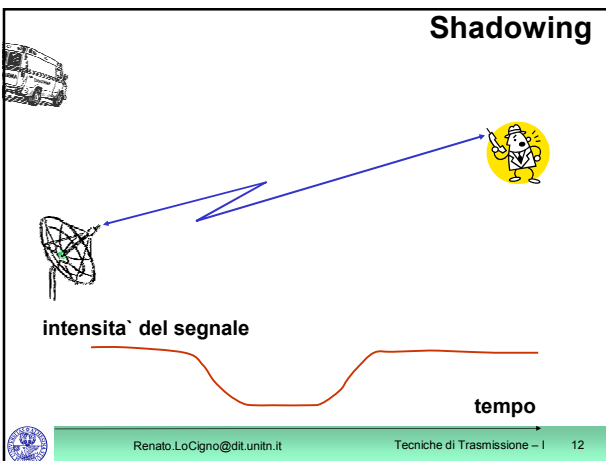 Shadowing
intensita` del segnale
tempo
Renato.LoCigno@dit.unitn.it Tecniche di Trasmissione – I 12